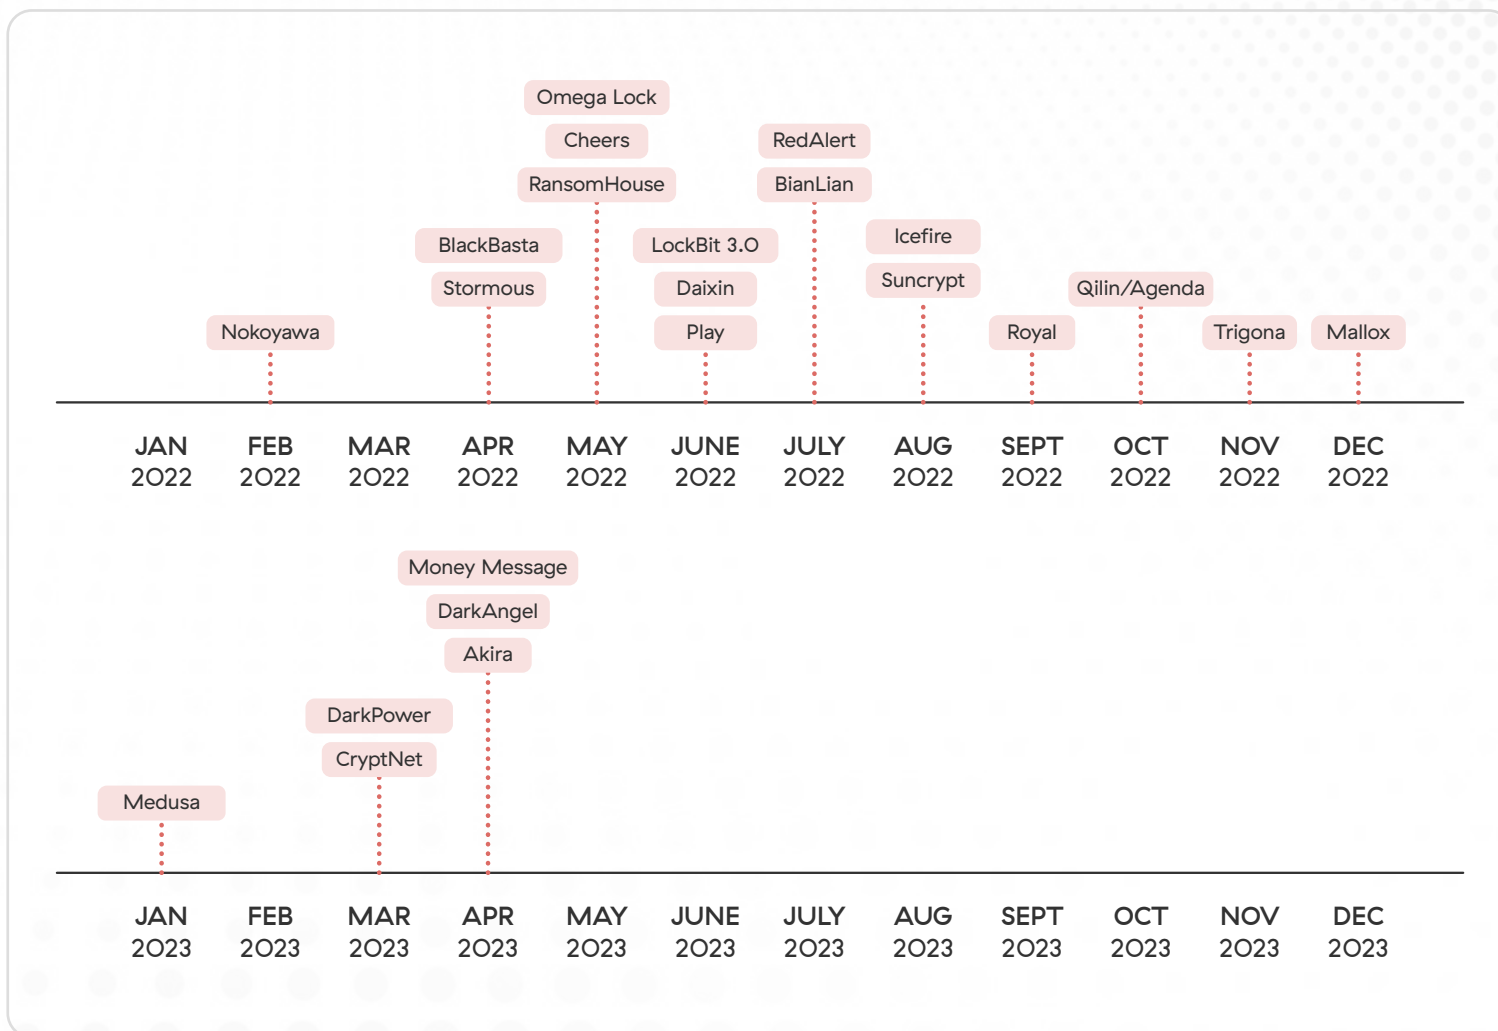 Omega Lock
Cheers
RedAlert
RansomHouse
BianLian
BlackBasta
LockBit 3.0
Icefire
Stormous
Daixin
Suncrypt
Qilin/Agenda
Nokoyawa
Play
Royal
Trigona
Mallox
JAN FEB MAR APR MAY JUNE JULY AUG SEPT OCT NOV DEC
2022 2022 2022 2022 2022 2022 2022 2022 2022 2022 2022 2022
Money Message
DarkAngel
Akira
DarkPower
CryptNet
Medusa
JAN FEB MAR APR MAY JUNE JULY AUG SEPT OCT NOV DEC
2023 2023 2023 2023 2023 2023 2023 2023 2023 2023 2023 2023